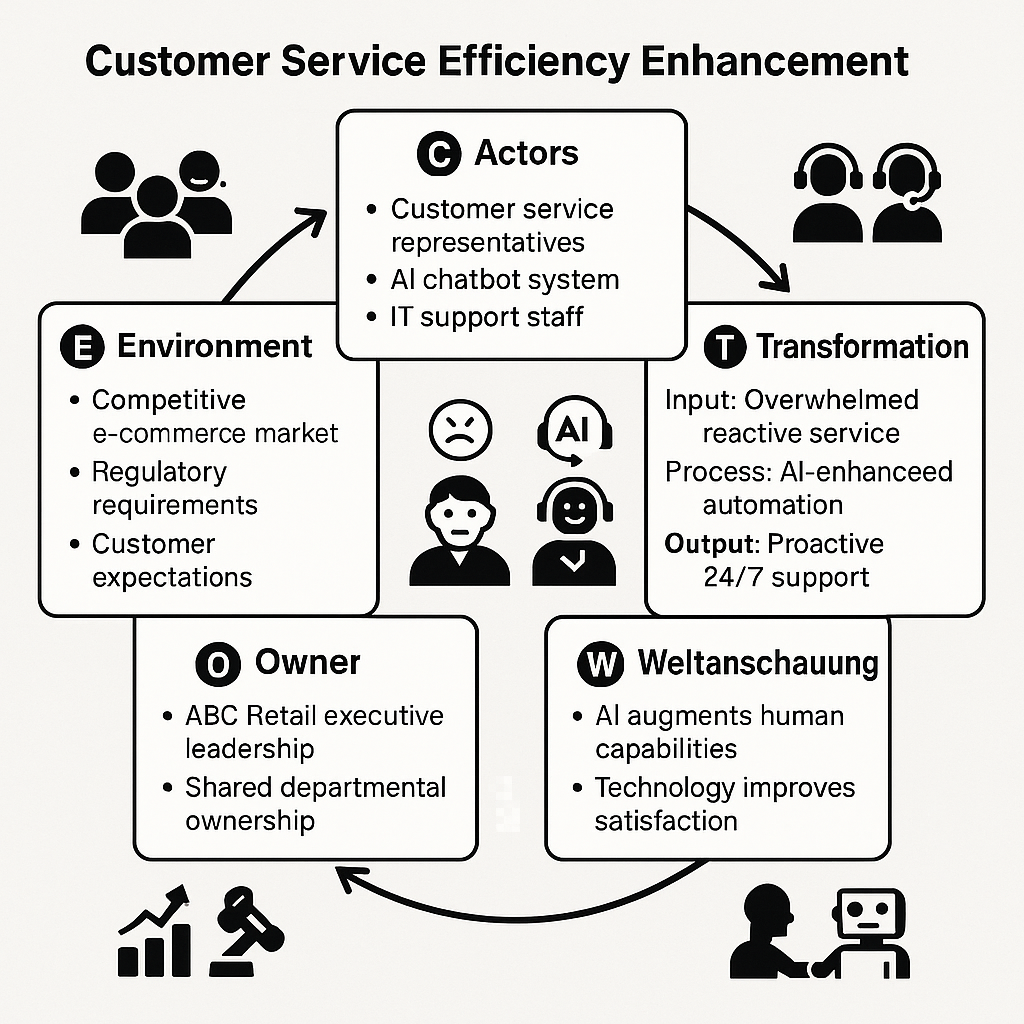 Customer Service Efficiency Enhancement
C Actors
• Customer service
representatives
• AI chatbot system
• IT support staff
E Environment
• Competitive
e-commerce market
• Regulatory
requirements
• Customer
expectations
AI
T Transformation
Input: Overwhelmed
reactive service
Process: AI-enhanceed
automation
Output: Proactive
24/7 support
O Owner
• ABC Retail executive
leadership
• Shared departmental
ownership
W Weltanschauung
• AI augments human
capabilities
• Technology improves
satisfaction